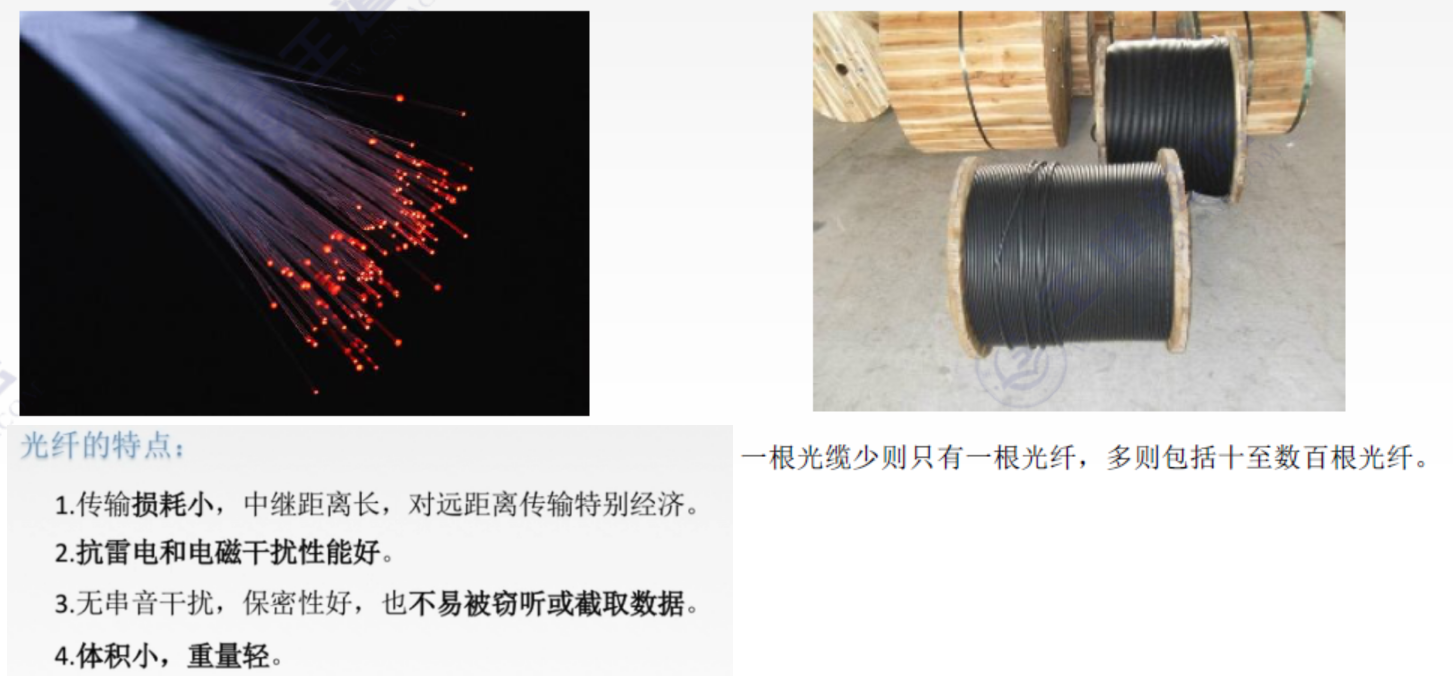 光纤的特点：
1.传输损耗小，中继距离长，对远距离传输特别经济。
2.抗雷电和电磁干扰性能好。
3.无串音干扰，保密性好，也不易被窃听或截取数据。
4.体积小，重量轻。
一根光缆少则只有一根光纤，多则包括十至数百根光纤。